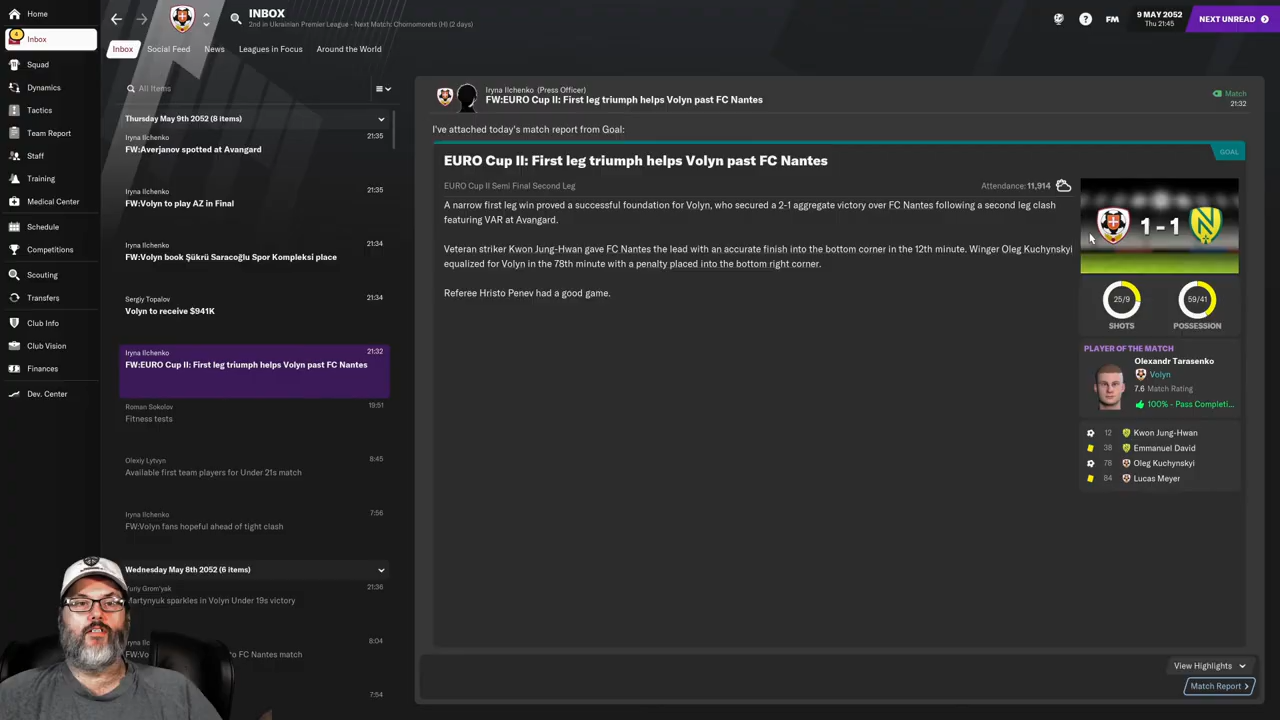 Home
Inbox
4
Squad
Dynamics
Tactics
Team Report
Staff
Training
Medical Center
Schedule
Competitions
Scouting
Transfers
Club Info
Club Vision
Finances
Dev. Center
INBOX
2nd in Ukrainian Premier League - Next Match: Chornomorets (H) (2 days)
?
FM
9 MAY 2052
Thu 21:45
NEXT UNREAD
Inbox
Social Feed
News
Leagues in Focus
Around the World
All Items
Thursday May 9th 2052 (8 items)
Iryna Ilchenko 21:35
FW:Averjanov spotted at Avangard
Iryna Ilchenko 21:35
FW:Volyn to play AZ in Final
Iryna Ilchenko 21:34
FW:Volyn book Şükrü Saracoğlu Spor Kompleksi place
Sergiy Topalov 21:34
Volyn to receive $941K
Iryna Ilchenko 21:32
FW:EURO Cup II: First leg triumph helps Volyn past FC Nantes
Roman Sokolov 19:51
Fitness tests
Olexiy Lytvyn 8:45
Available first team players for Under 21s match
Iryna Ilchenko 7:56
FW:Volyn fans hopeful ahead of tight clash
Wednesday May 8th 2052 (6 items)
Yuriy Grom'yak 21:36
Martynyuk sparkles in Volyn Under 19s victory
8:04
to FC Nantes match
7:54
Iryna Ilchenko (Press Officer)
FW:EURO Cup II: First leg triumph helps Volyn past FC Nantes
Match
21:32
I've attached today's match report from Goal:
GOAL
EURO Cup II: First leg triumph helps Volyn past FC Nantes
EURO Cup II Semi Final Second Leg
Attendance: 11,914
A narrow first leg win proved a successful foundation for Volyn, who secured a 2-1 aggregate victory over FC Nantes following a second leg clash
featuring VAR at Avangard.
Veteran striker Kwon Jung-Hwan gave FC Nantes the lead with an accurate finish into the bottom corner in the 12th minute. Winger Oleg Kuchynskyi
equalized for Volyn in the 78th minute with a penalty placed into the bottom right corner.
Referee Hristo Penev had a good game.
1 - 1
25/9
SHOTS
59/41
POSSESSION
PLAYER OF THE MATCH
Olexandr Tarasenko
Volyn
7.6 Match Rating
100% - Pass Completi...
12 Kwon Jung-Hwan
38 Emmanuel David
78 Oleg Kuchynskyi
84 Lucas Meyer
View Highlights
Match Report